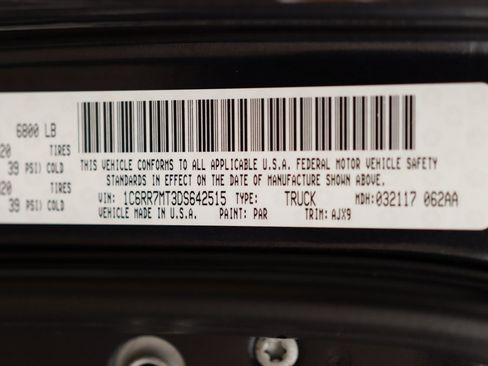 6800 LB
20 TIRES
39 PSI) COLD
20 TIRES
39 PSI) COLD
THIS VEHICLE CONFORMS TO ALL APPLICABLE U.S.A. FEDERAL MOTOR VEHICLE SAFETY
STANDARDS IN EFFECT ON THE DATE OF MANUFACTURE SHOWN ABOVE.
VIN: 1C6RR7MT3DS642515 TYPE: TRUCK MDH: 032117 062AA
VEHICLE MADE IN U.S.A. PAINT: PAR TRIM: AJX9